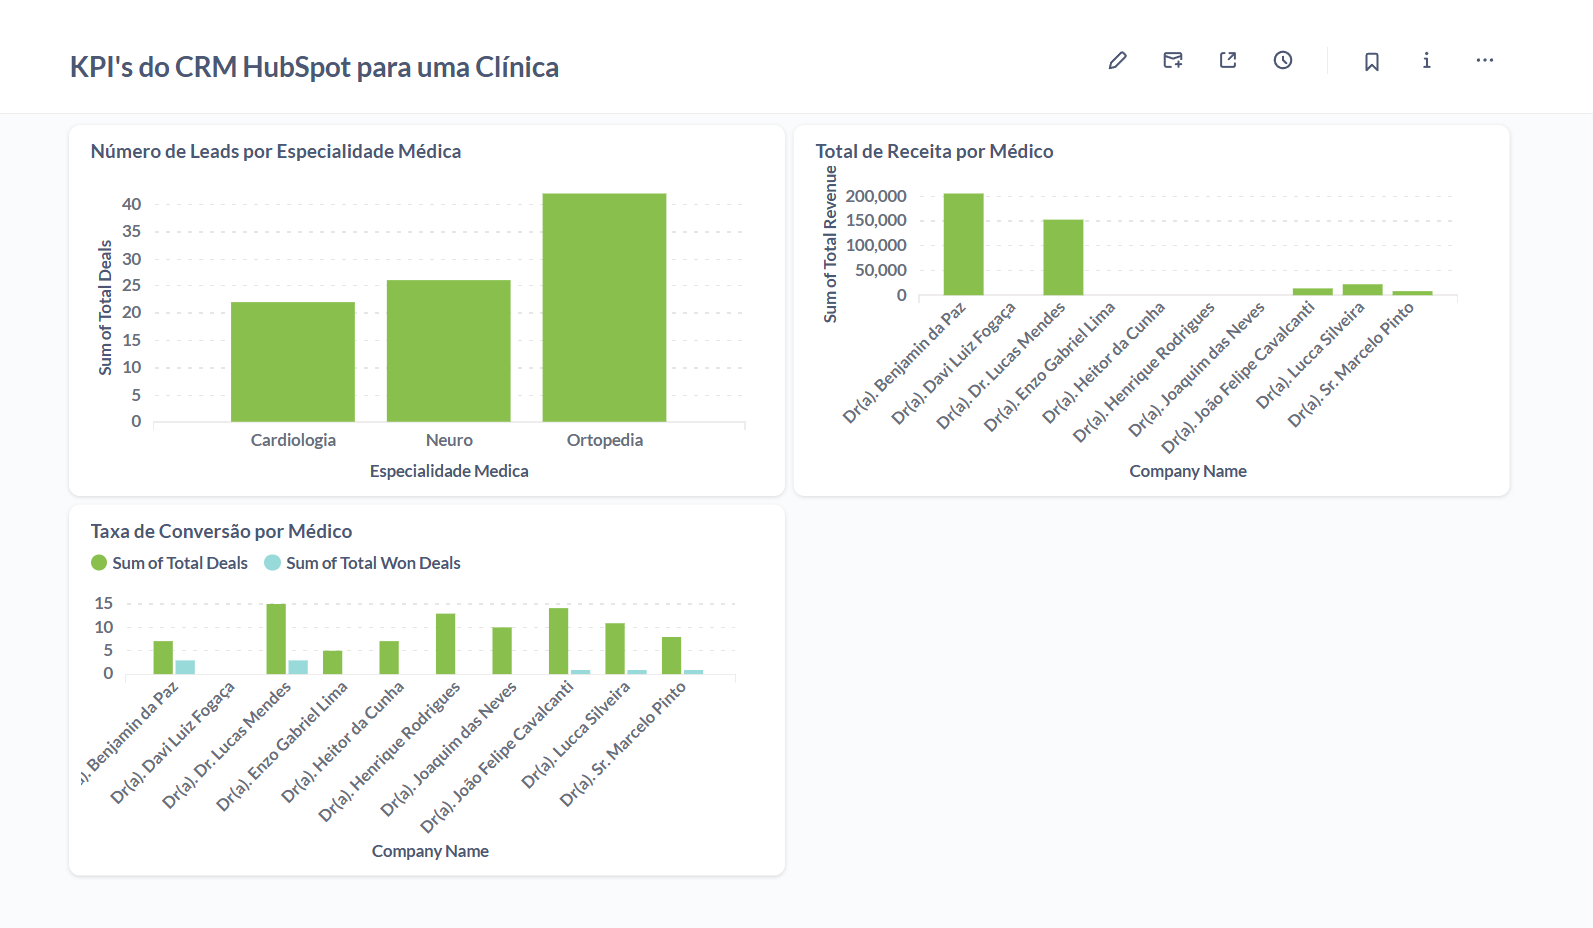 KPI's do CRM HubSpot para uma Clínica
Número de Leads por Especialidade Médica
Sum of Total Deals
40
35
30
25
20
15
10
5
0
Cardiologia
Neuro
Ortopedia
Especialidade Medica
Total de Receita por Médico
Sum of Total Revenue
200,000
150,000
100,000
50,000
0
Dr(a). Benjamin da Paz
Dr(a). Davi Luiz Fogaça
Dr(a). Dr. Lucas Mendes
Dr(a). Enzo Gabriel Lima
Dr(a). Heitor da Cunha
Dr(a). Henrique Rodrigues
Dr(a). Joaquim das Neves
Dr(a). João Felipe Cavalcanti
Dr(a). Lucca Silveira
Dr(a). Sr. Marcelo Pinto
Company Name
Taxa de Conversão por Médico
Sum of Total Deals
Sum of Total Won Deals
15
10
5
0
). Benjamin da Paz
Dr(a). Davi Luiz Fogaça
Dr(a). Dr. Lucas Mendes
Dr(a). Enzo Gabriel Lima
Dr(a). Heitor da Cunha
Dr(a). Henrique Rodrigues
Dr(a). Joaquim das Neves
Dr(a). João Felipe Cavalcanti
Dr(a). Lucca Silveira
Dr(a). Sr. Marcelo Pinto
Company Name